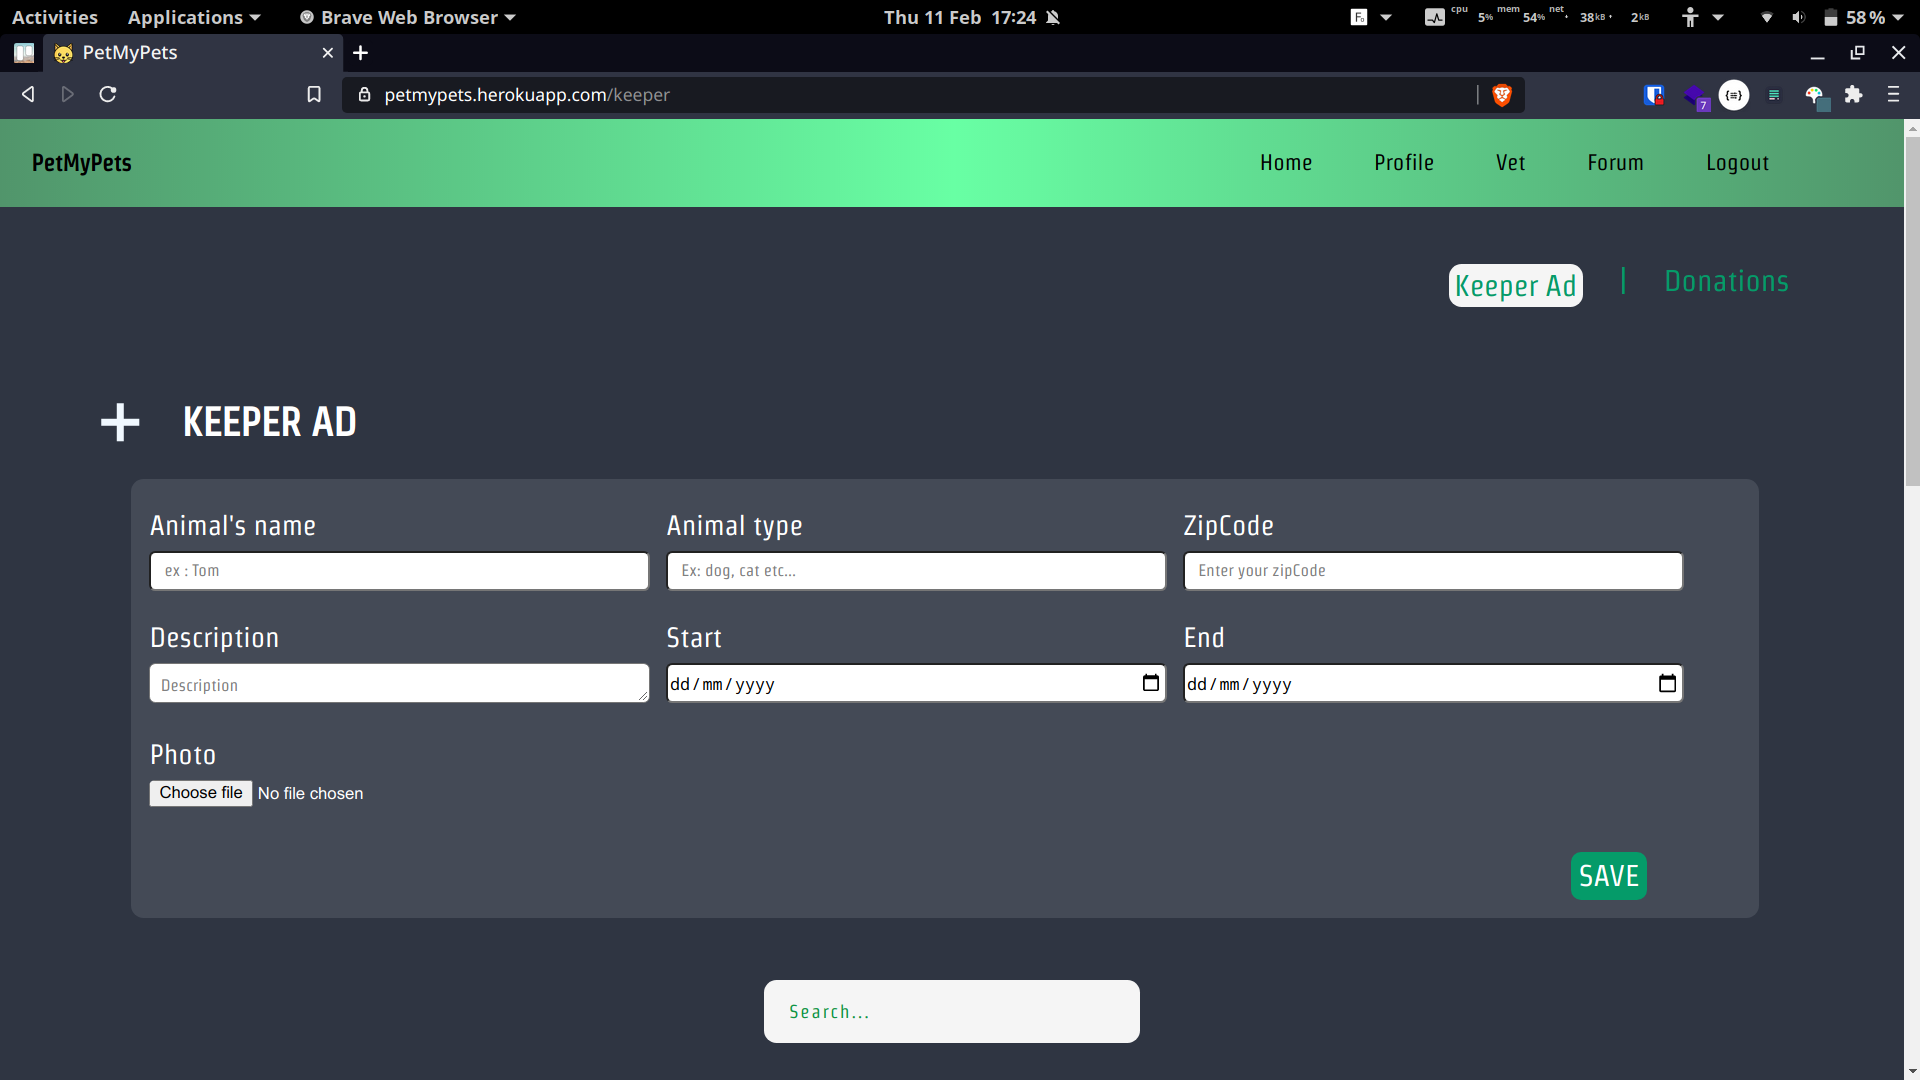 Activities Applications Brave Web Browser Thu 11 Feb 17:24 cpu 5% mem 54% net 38kB 2kB 58%
PetMyPets
petmypets.herokuapp.com/keeper 7
PetMyPets Home Profile Vet Forum Logout
Keeper Ad | Donations
+ KEEPER AD
Animal's name Animal type ZipCode
ex : Tom Ex: dog, cat etc... Enter your zipCode
Description Start End
Description dd/mm/yyyy dd/mm/yyyy
Photo
Choose file No file chosen
SAVE
Search...